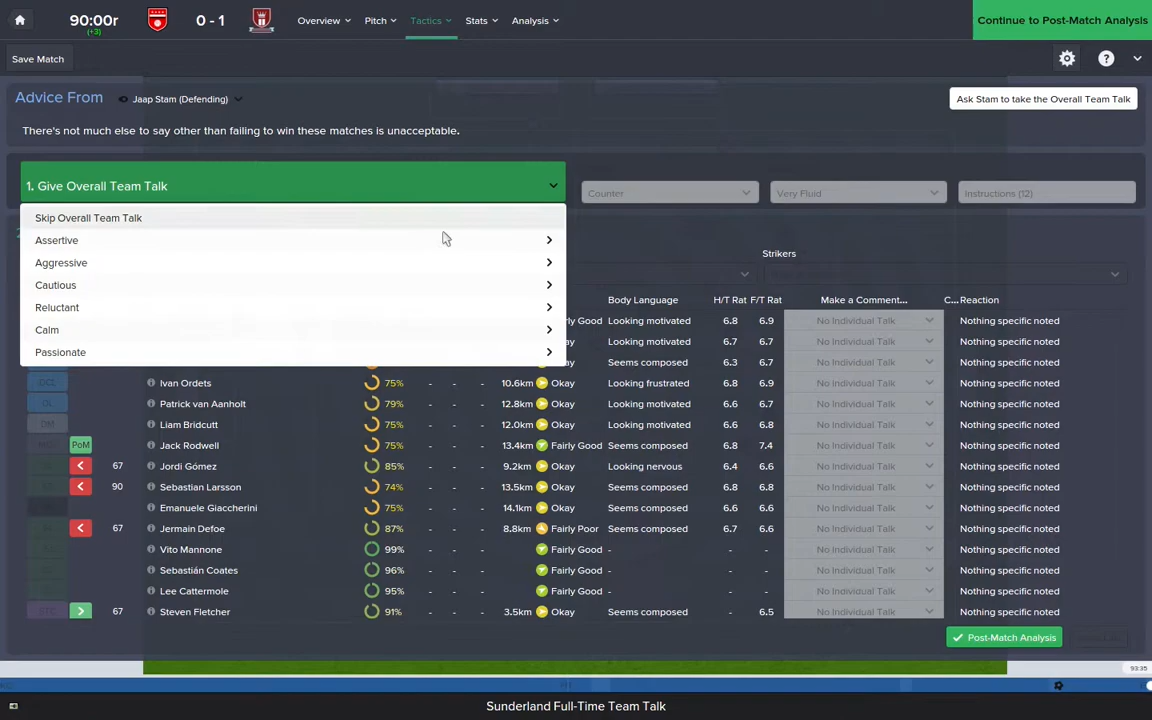 90:00r
(+3)
0 - 1
Overview
Pitch
Tactics
Stats
Analysis
Continue to Post-Match Analysis
Save Match
Advice From
Jaap Stam (Defending)
Ask Stam to take the Overall Team Talk
There's not much else to say other than failing to win these matches is unacceptable.
1. Give Overall Team Talk
Counter
Very Fluid
Instructions (12)
Skip Overall Team Talk
Assertive
Aggressive
Cautious
Reluctant
Calm
Passionate
Strikers
Body Language H/T Rat F/T Rat Make a Comment... C... Reaction
Good Looking motivated 6.8 6.9 No Individual Talk Nothing specific noted
Looking motivated 6.7 6.7 No Individual Talk Nothing specific noted
Seems composed 6.3 6.7 No Individual Talk Nothing specific noted
DCL Ivan Ordets 75% - - - 10.6km Okay Looking frustrated 6.8 6.9 No Individual Talk Nothing specific noted
DL Patrick van Aanholt 79% - - - 12.8km Okay Looking motivated 6.6 6.7 No Individual Talk Nothing specific noted
DM Liam Bridcutt 75% - - - 12.0km Okay Looking motivated 6.6 6.8 No Individual Talk Nothing specific noted
PoM Jack Rodwell 75% - - - 13.4km Fairly Good Seems composed 6.8 7.4 No Individual Talk Nothing specific noted
67 Jordi Gómez 85% - - - 9.2km Okay Looking nervous 6.4 6.6 No Individual Talk Nothing specific noted
90 Sebastian Larsson 74% - - - 13.5km Okay Seems composed 6.8 6.8 No Individual Talk Nothing specific noted
Emanuele Giaccherini 75% - - - 14.1km Okay Seems composed 6.6 6.6 No Individual Talk Nothing specific noted
67 Jermain Defoe 87% - - - 8.8km Fairly Poor Seems composed 6.7 6.6 No Individual Talk Nothing specific noted
Vito Mannone 99% - - - Fairly Good - - - No Individual Talk Nothing specific noted
Sebastián Coates 96% - - - Fairly Good - - - No Individual Talk Nothing specific noted
Lee Cattermole 95% - - - Fairly Good - - - No Individual Talk Nothing specific noted
STC 67 Steven Fletcher 91% - - - 3.5km Okay Seems composed - 6.5 No Individual Talk Nothing specific noted
Post-Match Analysis
93:35
Sunderland Full-Time Team Talk